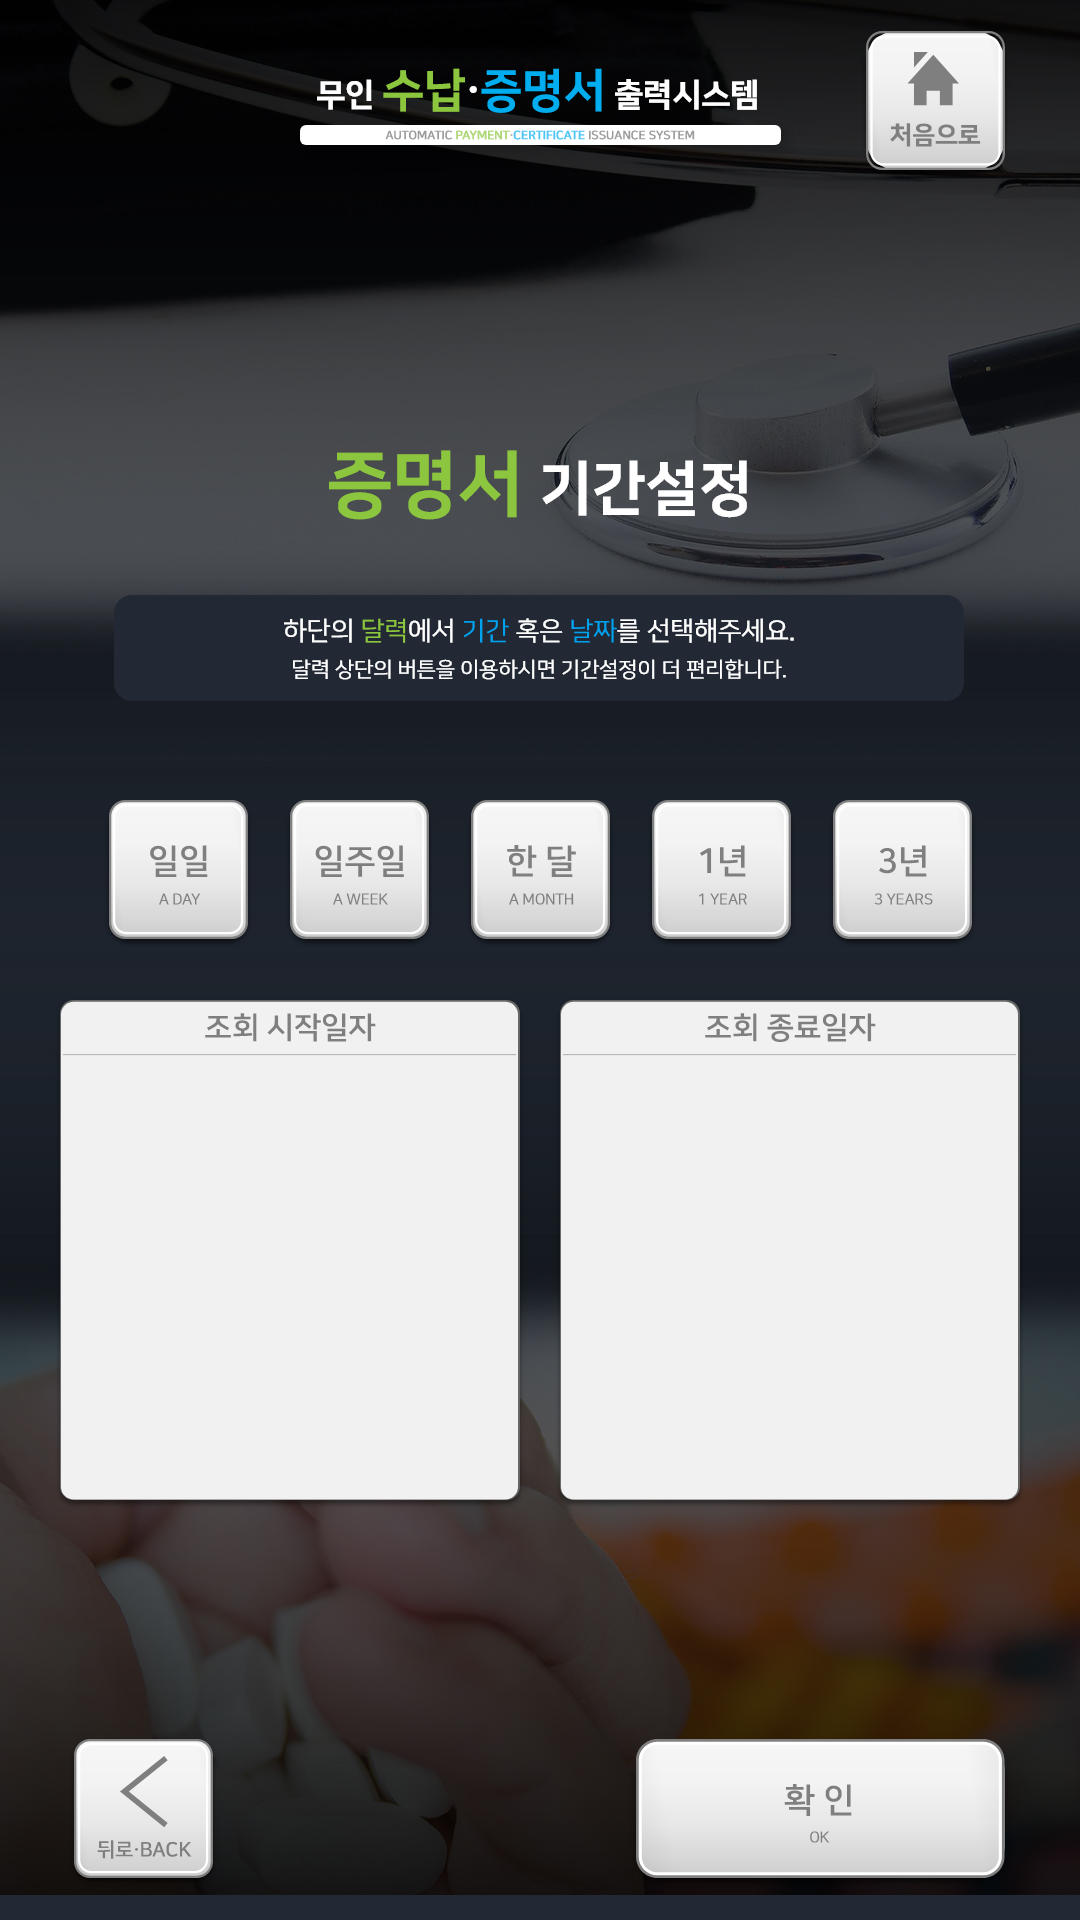 무인 수납·증명서 출력시스템
AUTOMATIC PAYMENT·CERTIFICATE ISSUANCE SYSTEM
처음으로
증명서 기간설정
하단의 달력에서 기간 혹은 날짜를 선택해주세요.
달력 상단의 버튼을 이용하시면 기간설정이 더 편리합니다.
일일
A DAY
일주일
A WEEK
한 달
A MONTH
1년
1 YEAR
3년
3 YEARS
조회 시작일자
조회 종료일자
뒤로·BACK
확 인
OK